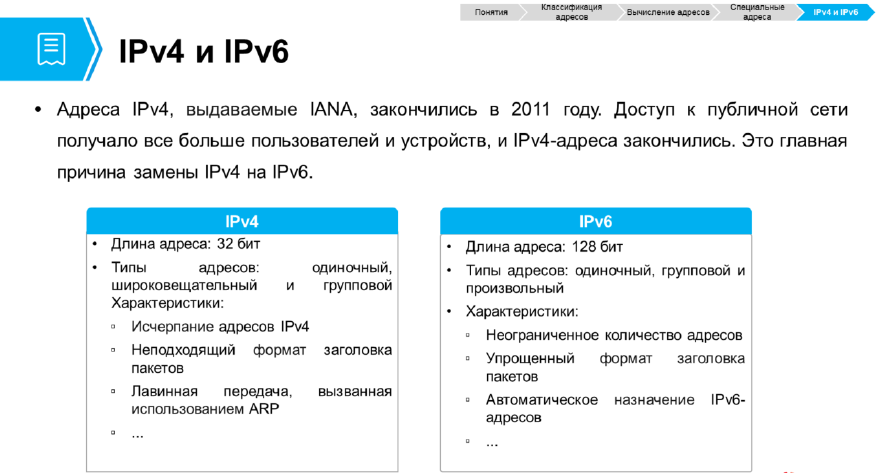 Понятия
Классификация
адресов
Вычисление адресов
Специальные
адреса
IPv4 и IPv6
IPv4 и IPv6
• Адреса IPv4, выдаваемые IANA, закончились в 2011 году. Доступ к публичной сети
получало все больше пользователей и устройств, и IPv4-адреса закончились. Это главная
причина замены IPv4 на IPv6.
IPv4
• Длина адреса: 32 бит
• Типы адресов: одиночный,
широковещательный и групповой
Характеристики:
▫ Исчерпание адресов IPv4
▫ Неподходящий формат заголовка
пакетов
▫ Лавинная передача, вызванная
использованием ARP
▫ ...
IPv6
• Длина адреса: 128 бит
• Типы адресов: одиночный, групповой и
произвольный
• Характеристики:
▫ Неограниченное количество адресов
▫ Упрощенный формат заголовка
пакетов
▫ Автоматическое назначение IPv6-
адресов
▫ ...